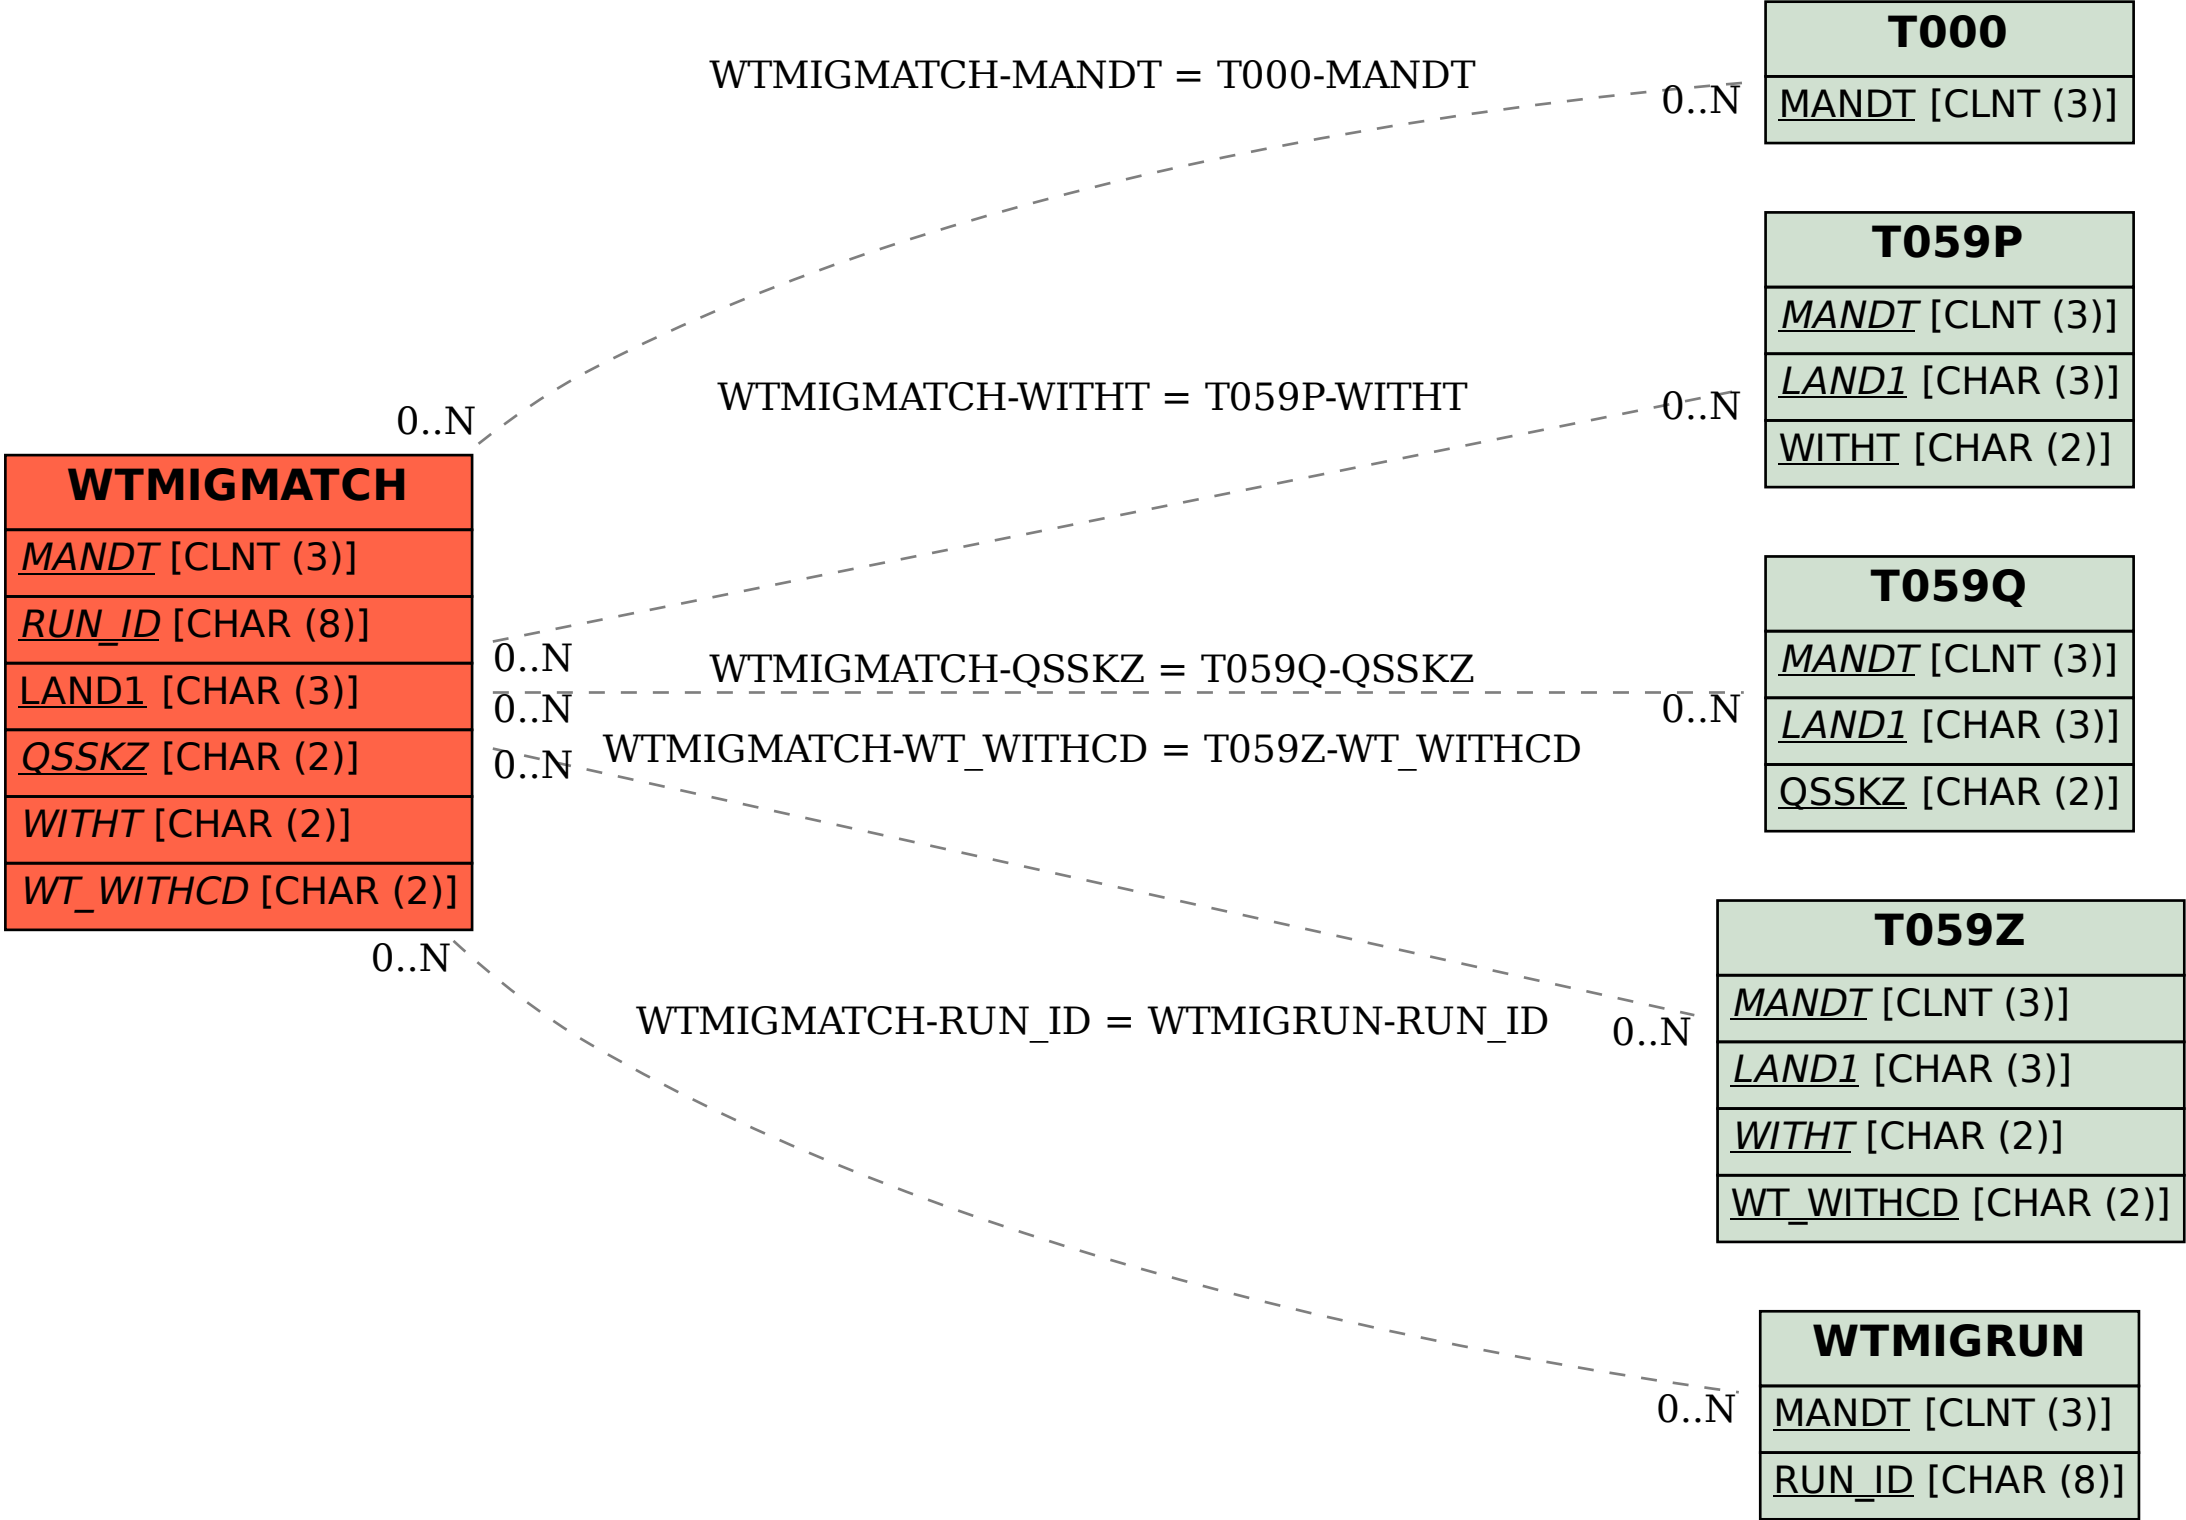 T000
MANDT [CLNT (3)]
WTMIGMATCH-MANDT = T000-MANDT
0..N
0..N
T059P
MANDT [CLNT (3)]
LAND1 [CHAR (3)]
WITHT [CHAR (2)]
WTMIGMATCH-WITHT = T059P-WITHT
0..N
0..N
WTMIGMATCH
MANDT [CLNT (3)]
RUN_ID [CHAR (8)]
LAND1 [CHAR (3)]
QSSKZ [CHAR (2)]
WITHT [CHAR (2)]
WT_WITHCD [CHAR (2)]
T059Q
MANDT [CLNT (3)]
LAND1 [CHAR (3)]
QSSKZ [CHAR (2)]
WTMIGMATCH-QSSKZ = T059Q-QSSKZ
0..N
0..N
WTMIGMATCH-WT_WITHCD = T059Z-WT_WITHCD
0..N
0..N
T059Z
MANDT [CLNT (3)]
LAND1 [CHAR (3)]
WITHT [CHAR (2)]
WT_WITHCD [CHAR (2)]
0..N
WTMIGMATCH-RUN_ID = WTMIGRUN-RUN_ID
0..N
WTMIGRUN
MANDT [CLNT (3)]
RUN_ID [CHAR (8)]